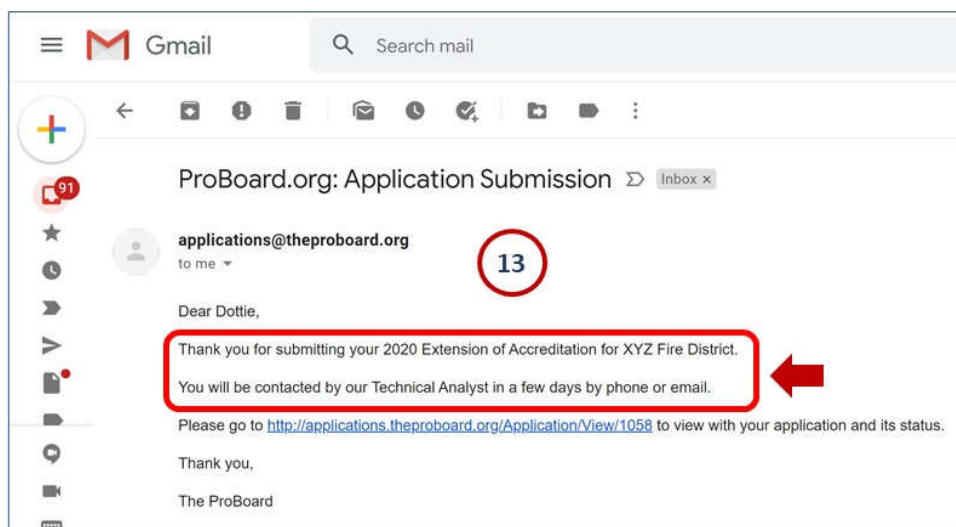 Gmail
Search mail
ProBoard.org: Application Submission Inbox ×
91
applications@theproboard.org
to me
13
Dear Dottie,
Thank you for submitting your 2020 Extension of Accreditation for XYZ Fire District.
You will be contacted by our Technical Analyst in a few days by phone or email.
Please go to http://applications.theproboard.org/Application/View/1058 to view with your application and its status.
Thank you,
The ProBoard